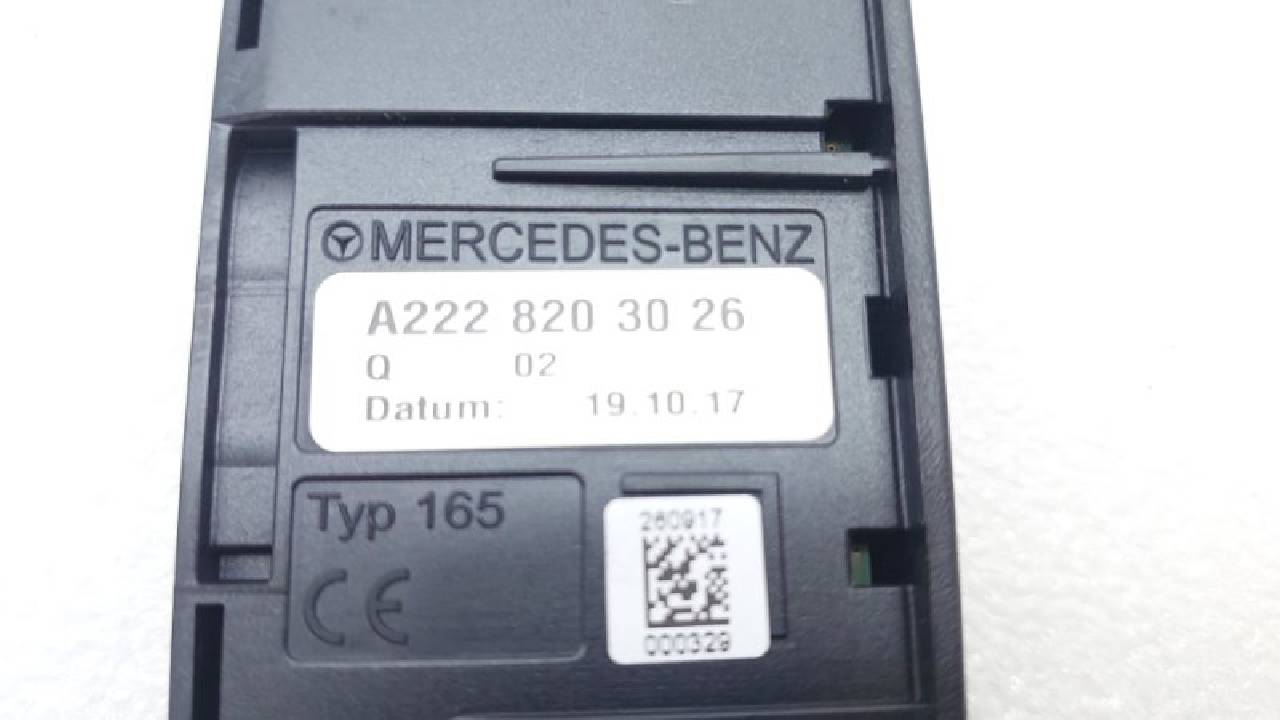 MERCEDES-BENZ
A222 820 30 26
Q 02
Datum: 19.10.17
Typ 165
CE
260917
000329